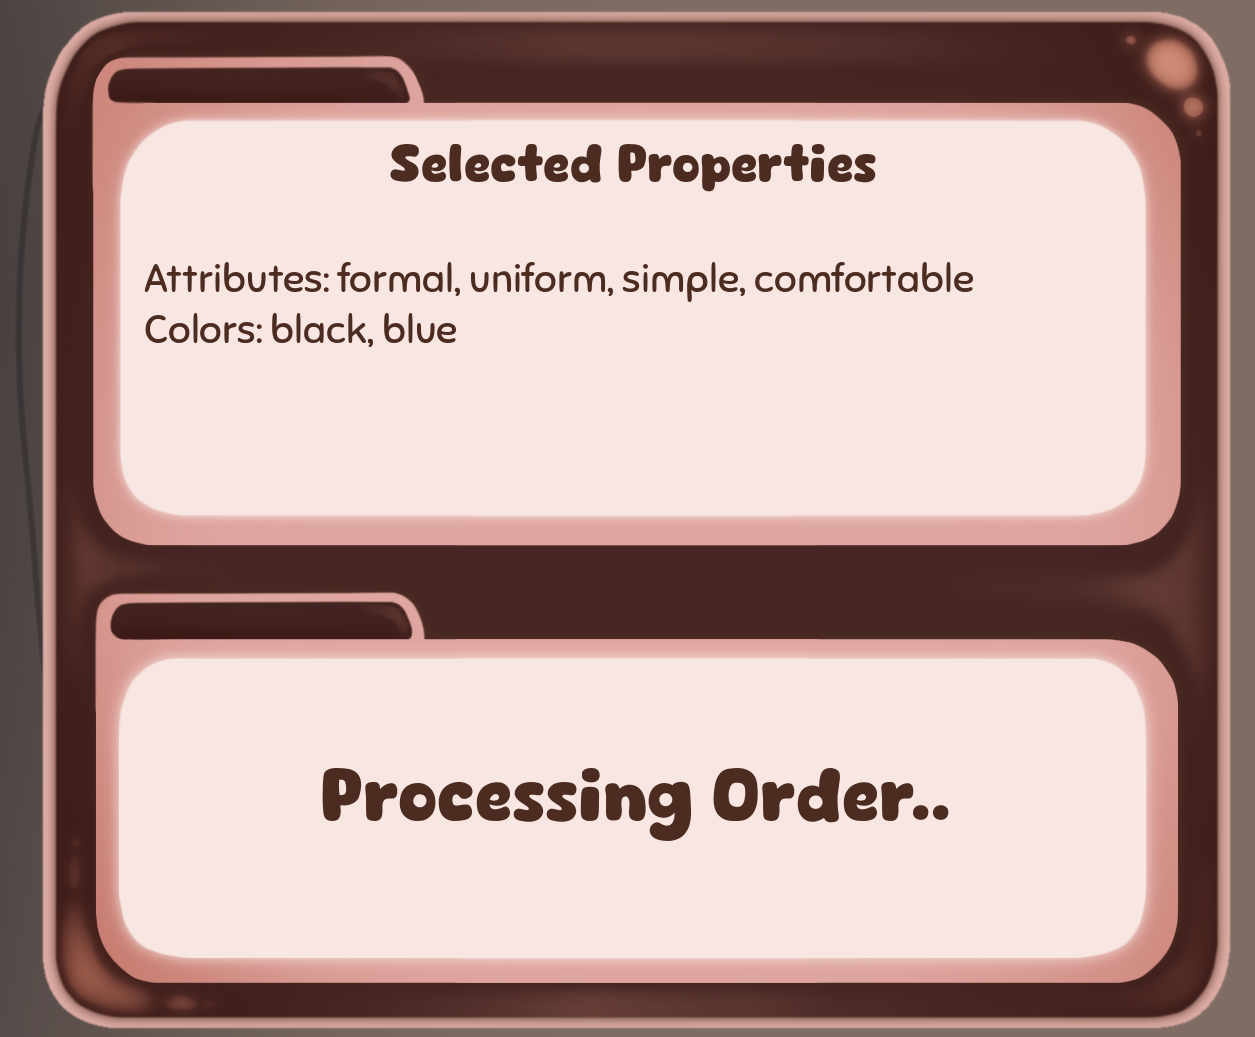 Selected Properties
Attributes: formal, uniform, simple, comfortable
Colors: black, blue
Processing Order..